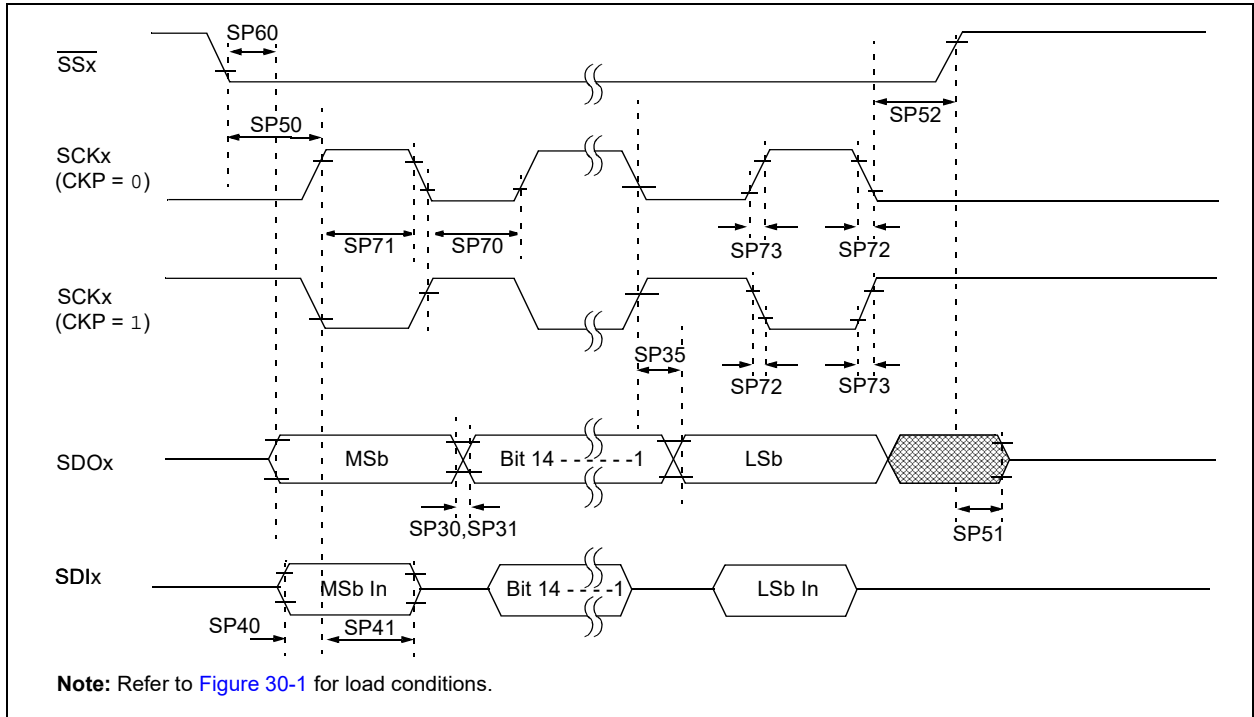 SP60
SSx
SP50
SP52
SCKx
(CKP = 0)
SP71
SP70
SP73
SP72
SCKx
(CKP = 1)
SP35
SP72
SP73
SDOx
MSb
Bit 14 - - - - - -1
LSb
SP30,SP31
SP51
SDIx
MSb In
Bit 14 - - - -1
LSb In
SP40
SP41
Note: Refer to Figure 30-1 for load conditions.